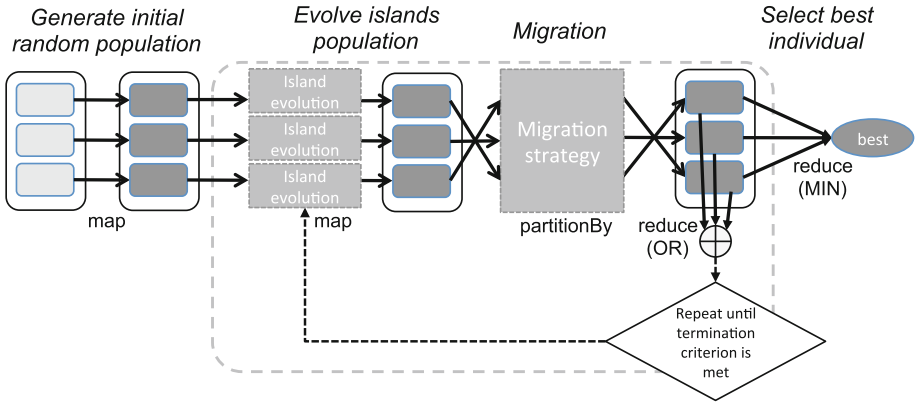 Generate initial
random population
Evolve islands
population
Migration
Select best
individual
Island
evolution
Island
evolution
Island
evolution
Migration
strategy
best
map
map
partitionBy
reduce
(OR)
reduce
(MIN)
Repeat until
termination
criterion is
met